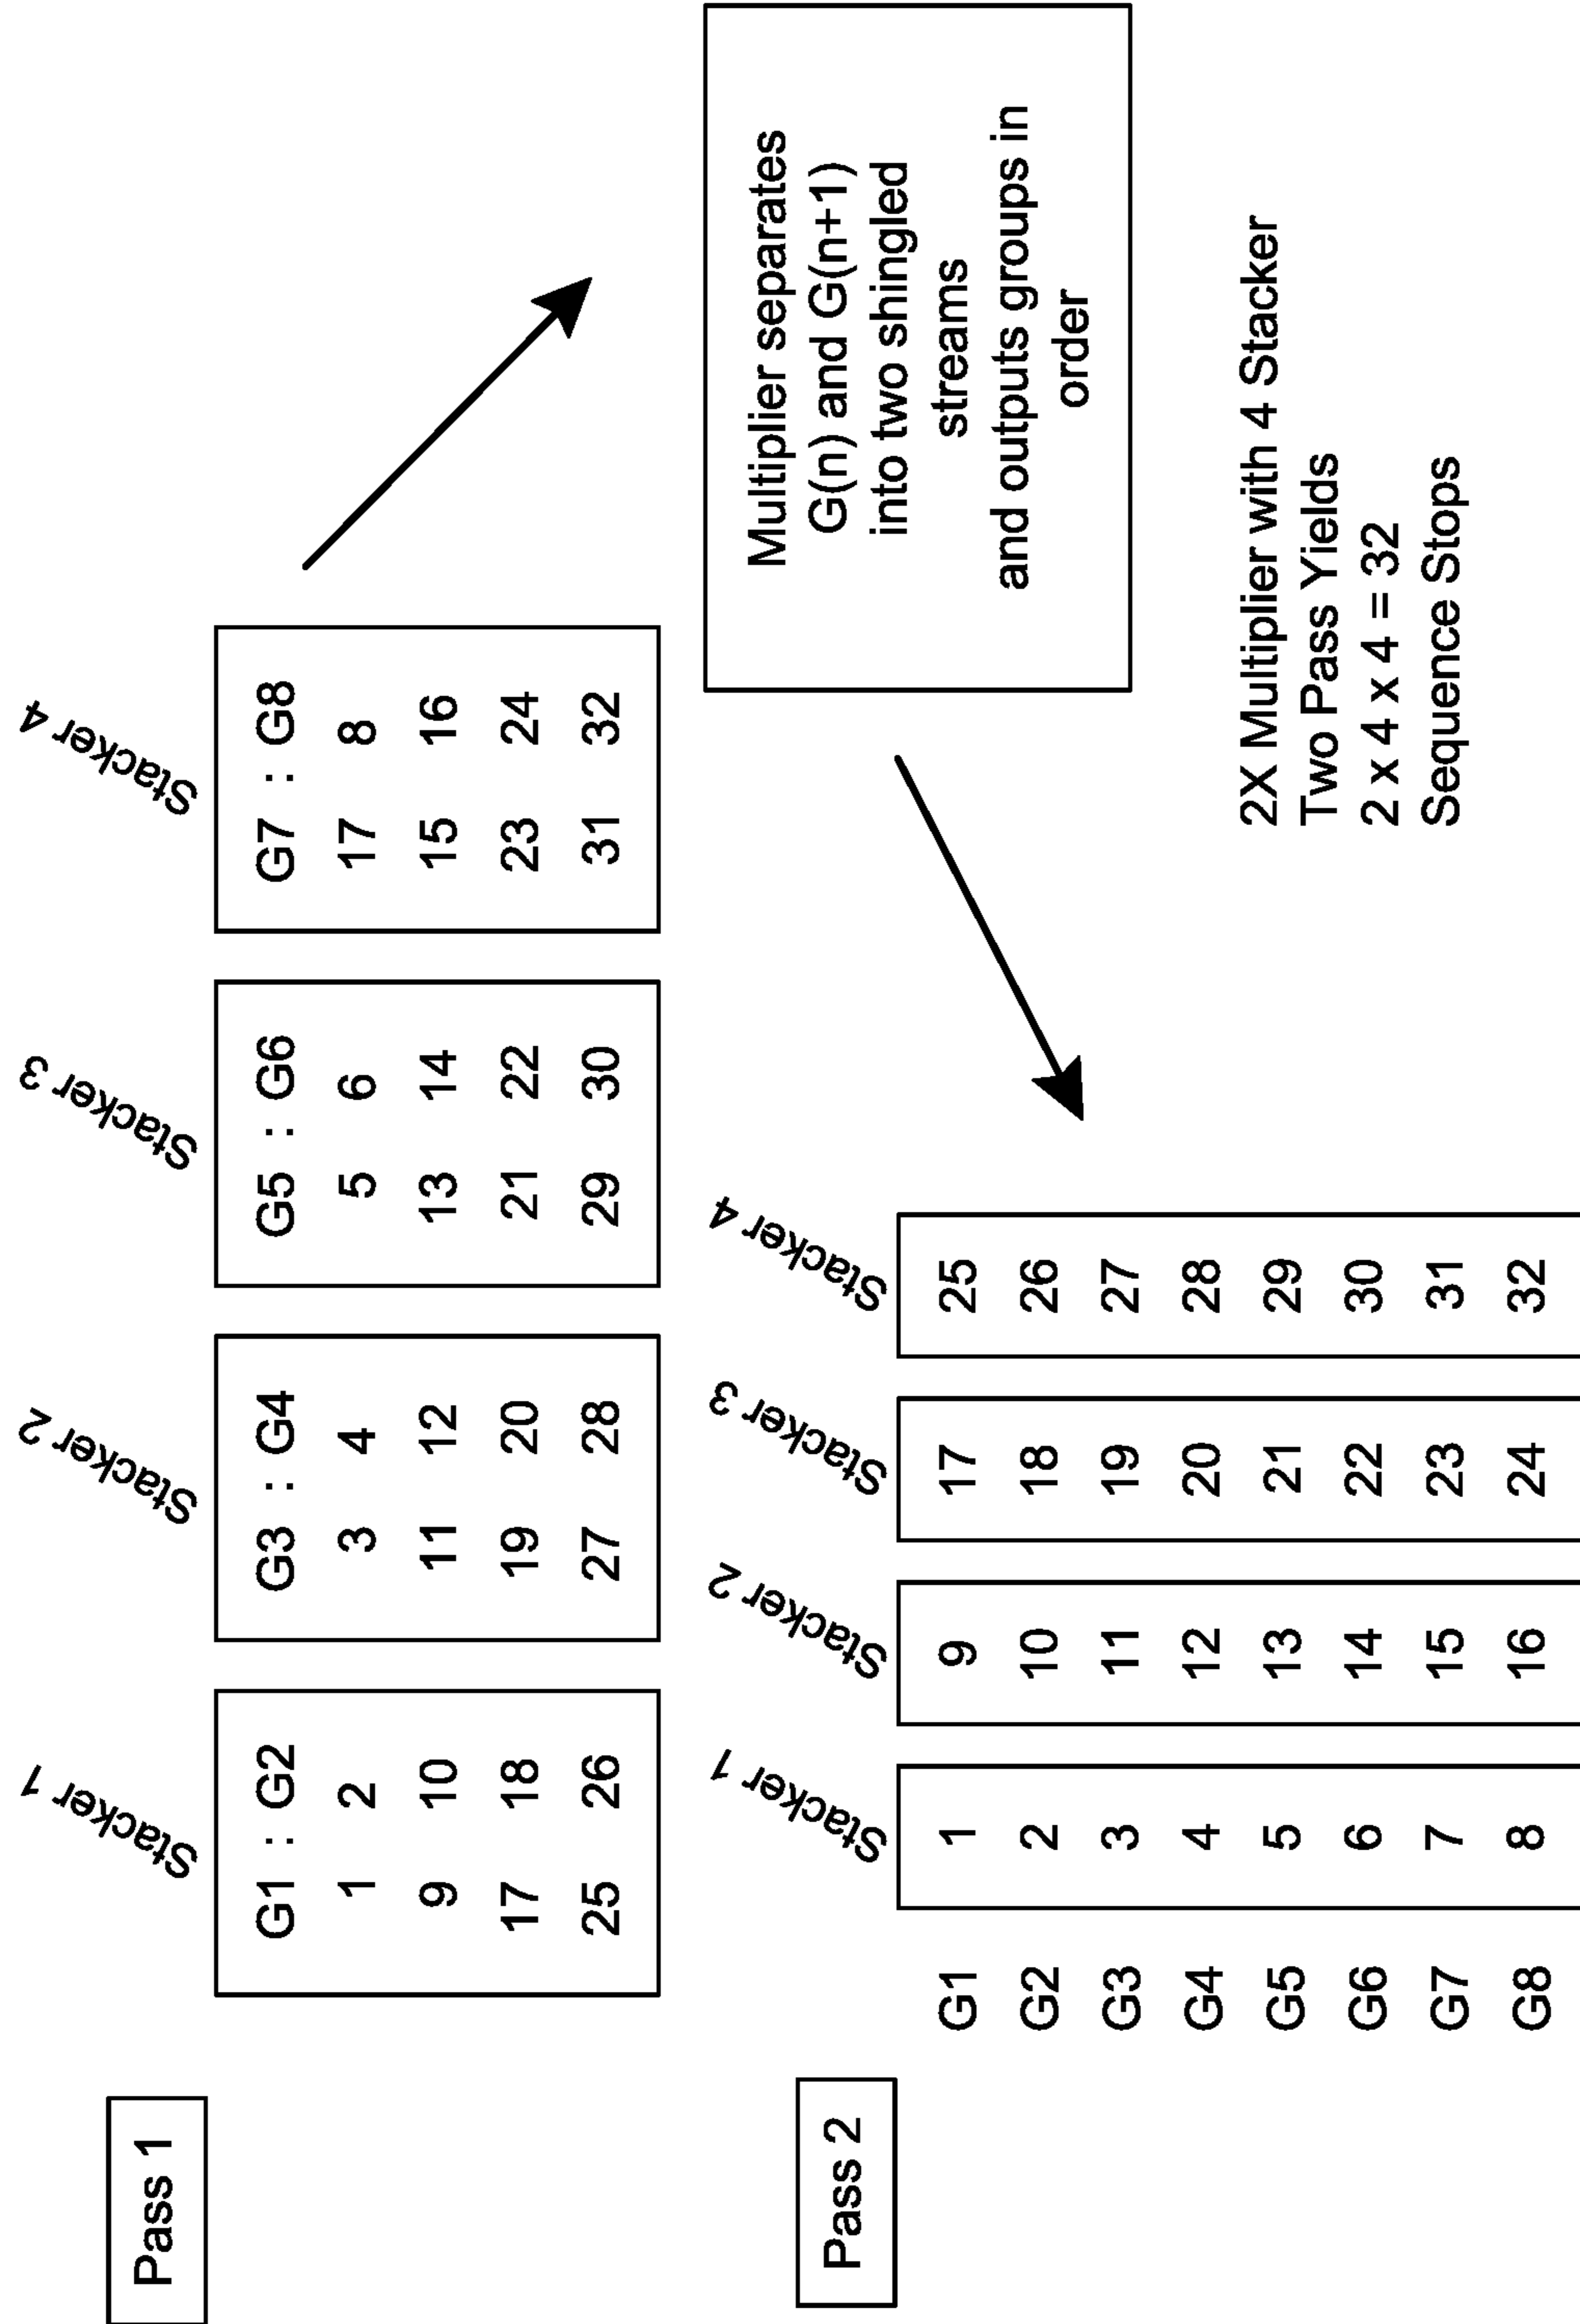 Pass 1
Stacker 1
G1 : G2
1 2
9 10
17 18
25 26
Stacker 2
G3 : G4
3 4
11 12
19 20
27 28
Stacker 3
G5 : G6
5 6
13 14
21 22
29 30
Stacker 4
G7 : G8
17 8
15 16
23 24
31 32
Multiplier separates
G(n) and G(n+1)
into two shingled
streams
and outputs groups in
order
Pass 2
Stacker 1 Stacker 2 Stacker 3 Stacker 4
G1 1 9 17 25
G2 2 10 18 26
G3 3 11 19 27
G4 4 12 20 28
G5 5 13 21 29
G6 6 14 22 30
G7 7 15 23 31
G8 8 16 24 32
2X Multiplier with 4 Stacker
Two Pass Yields
2 x 4 x 4 = 32
Sequence Stops